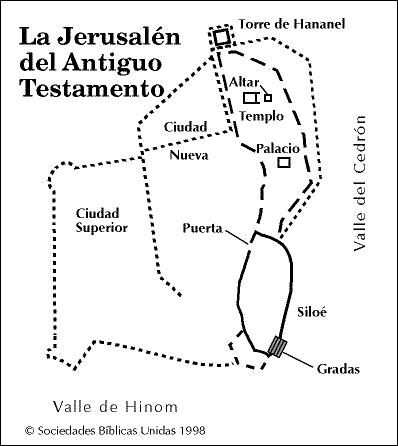 La Jerusalén
del Antiguo
Testamento
Torre de Hananel
Altar
Templo
Ciudad
Nueva
Palacio
Valle del Cedrón
Ciudad
Superior
Puerta
Siloé
Gradas
Valle de Hinom
© Sociedades Bíblicas Unidas 1998